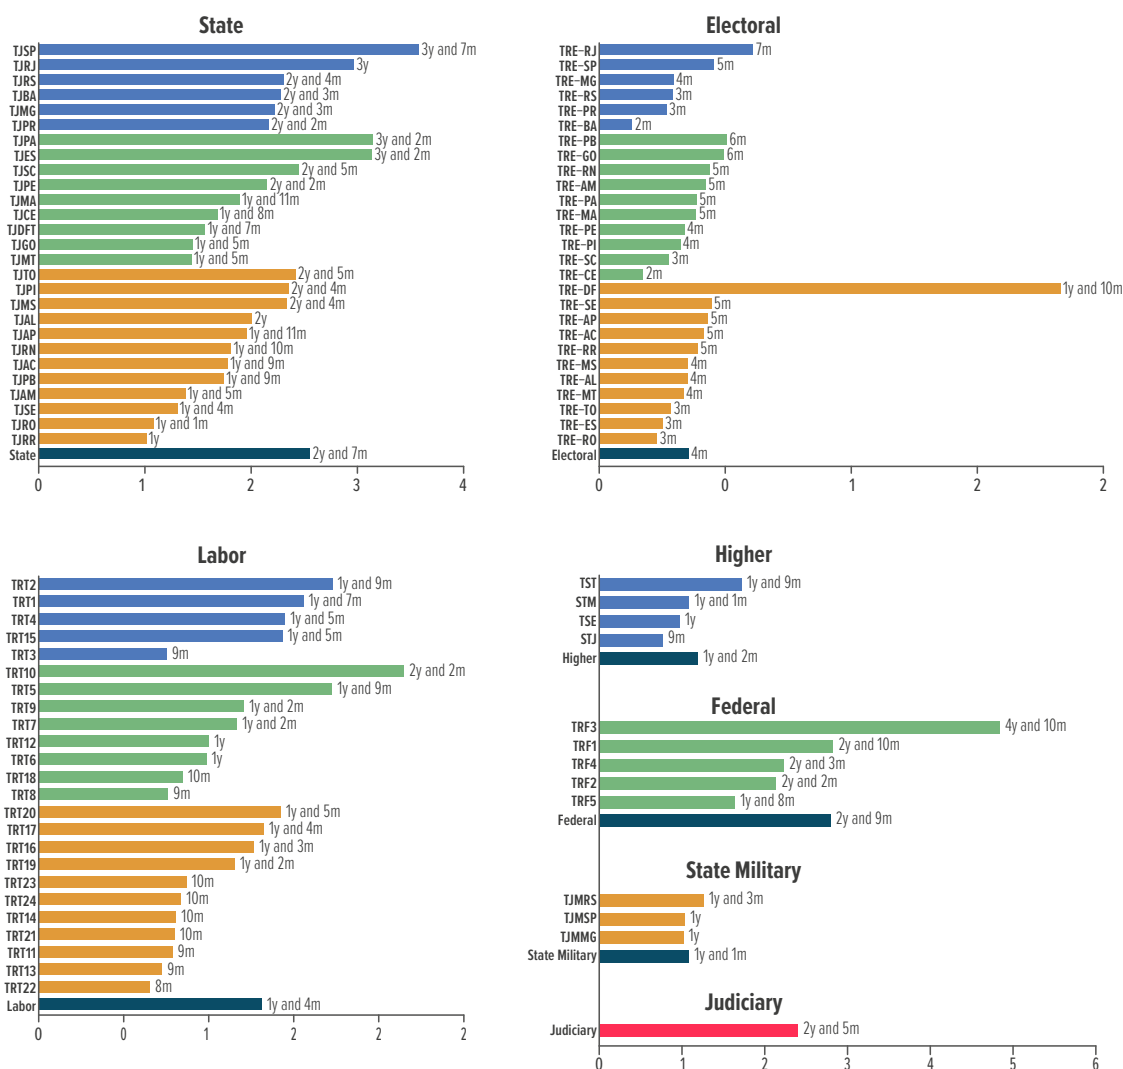 State
TJSP 3y and 7m
TJRJ 3y
TJRS 2y and 4m
TJBA 2y and 3m
TJMG 2y and 3m
TJPR 2y and 2m
TJPA 3y and 2m
TJES 3y and 2m
TJSC 2y and 5m
TJPE 2y and 2m
TJMA 1y and 11m
TJCE 1y and 8m
TJDFT 1y and 7m
TJGO 1y and 5m
TJMT 1y and 5m
TJTO 2y and 5m
TJPI 2y and 4m
TJMS 2y and 4m
TJAL 2y
TJAP 1y and 11m
TJRN 1y and 10m
TJAC 1y and 9m
TJPB 1y and 9m
TJAM 1y and 5m
TJSE 1y and 4m
TJRO 1y and 1m
TJRR 1y
State 2y and 7m
0 1 2 3 4
Electoral
TRE-RJ 7m
TRE-SP 5m
TRE-MG 4m
TRE-RS 3m
TRE-PR 3m
TRE-BA 2m
TRE-PB 6m
TRE-GO 6m
TRE-RN 5m
TRE-AM 5m
TRE-PA 5m
TRE-MA 5m
TRE-PE 4m
TRE-PI 4m
TRE-SC 3m
TRE-CE 2m
TRE-DF 1y and 10m
TRE-SE 5m
TRE-AP 5m
TRE-AC 5m
TRE-RR 5m
TRE-MS 4m
TRE-AL 4m
TRE-MT 4m
TRE-TO 3m
TRE-ES 3m
TRE-RO 3m
Electoral 4m
0 0 1 2 2
Labor
TRT2 1y and 9m
TRT1 1y and 7m
TRT4 1y and 5m
TRT15 1y and 5m
TRT3 9m
TRT10 2y and 2m
TRT5 1y and 9m
TRT9 1y and 2m
TRT7 1y and 2m
TRT12 1y
TRT6 1y
TRT18 10m
TRT8 9m
TRT20 1y and 5m
TRT17 1y and 4m
TRT16 1y and 3m
TRT19 1y and 2m
TRT23 10m
TRT24 10m
TRT14 10m
TRT21 10m
TRT11 9m
TRT13 9m
TRT22 8m
Labor 1y and 4m
0 0 1 2 2 2
Higher
TST 1y and 9m
STM 1y and 1m
TSE 1y
STJ 9m
Higher 1y and 2m
Federal
TRF3 4y and 10m
TRF1 2y and 10m
TRF4 2y and 3m
TRF2 2y and 2m
TRF5 1y and 8m
Federal 2y and 9m
State Military
TJMRS 1y and 3m
TJMSP 1y
TJMMG 1y
State Military 1y and 1m
Judiciary
Judiciary 2y and 5m
0 1 2 3 4 5 6